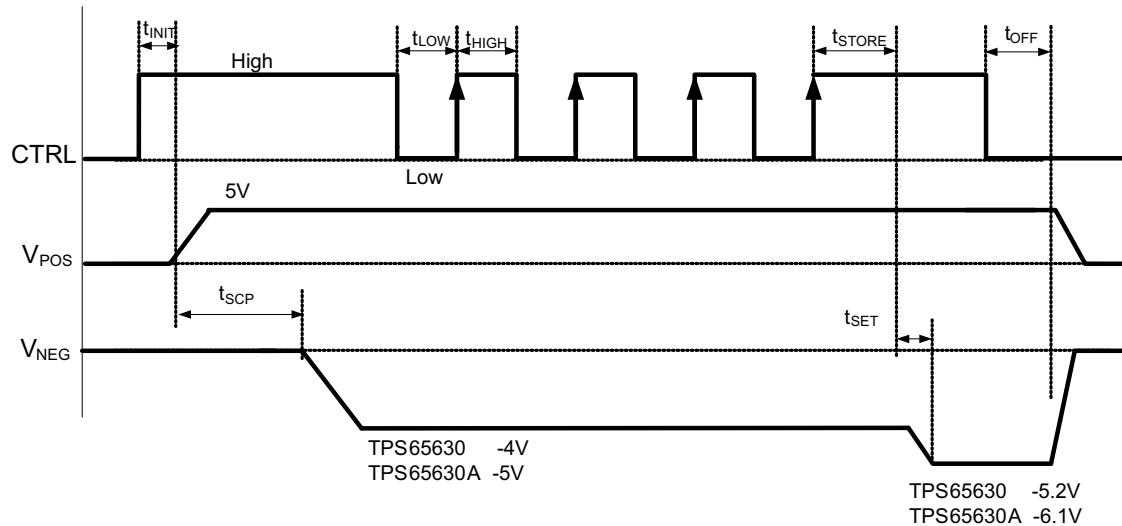 tINIT
tLOW
tHIGH
tSTORE
tOFF
High
CTRL
Low
5V
VPOS
tSCP
tSET
VNEG
TPS65630 -4V
TPS65630A -5V
TPS65630 -5.2V
TPS65630A -6.1V